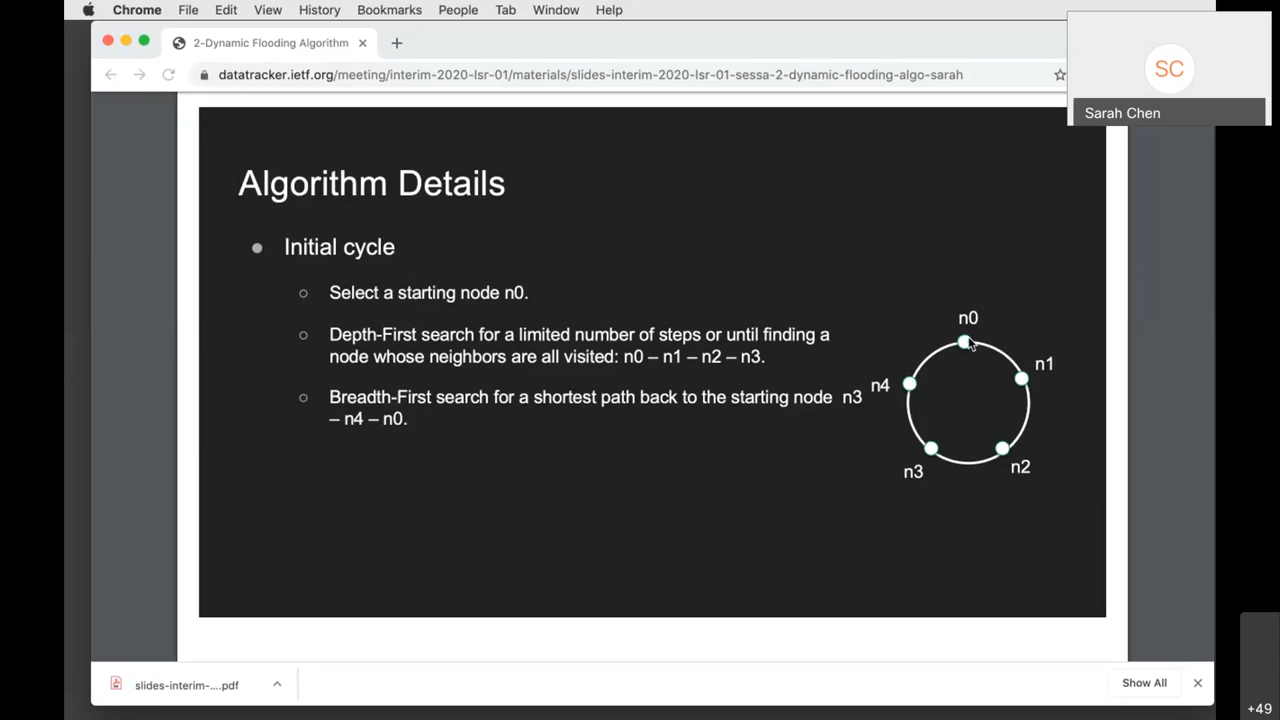 Chrome File Edit View History Bookmarks People Tab Window Help
2-Dynamic Flooding Algorithm
datatracker.ietf.org/meeting/interim-2020-lsr-01/materials/slides-interim-2020-lsr-01-sessa-2-dynamic-flooding-algo-sarah
SC
Sarah Chen
Algorithm Details
Initial cycle
Select a starting node n0.
Depth-First search for a limited number of steps or until finding a
node whose neighbors are all visited: n0 – n1 – n2 – n3.
Breadth-First search for a shortest path back to the starting node n3
– n4 – n0.
n0
n1
n4
n3
n2
slides-interim-....pdf
Show All
+49